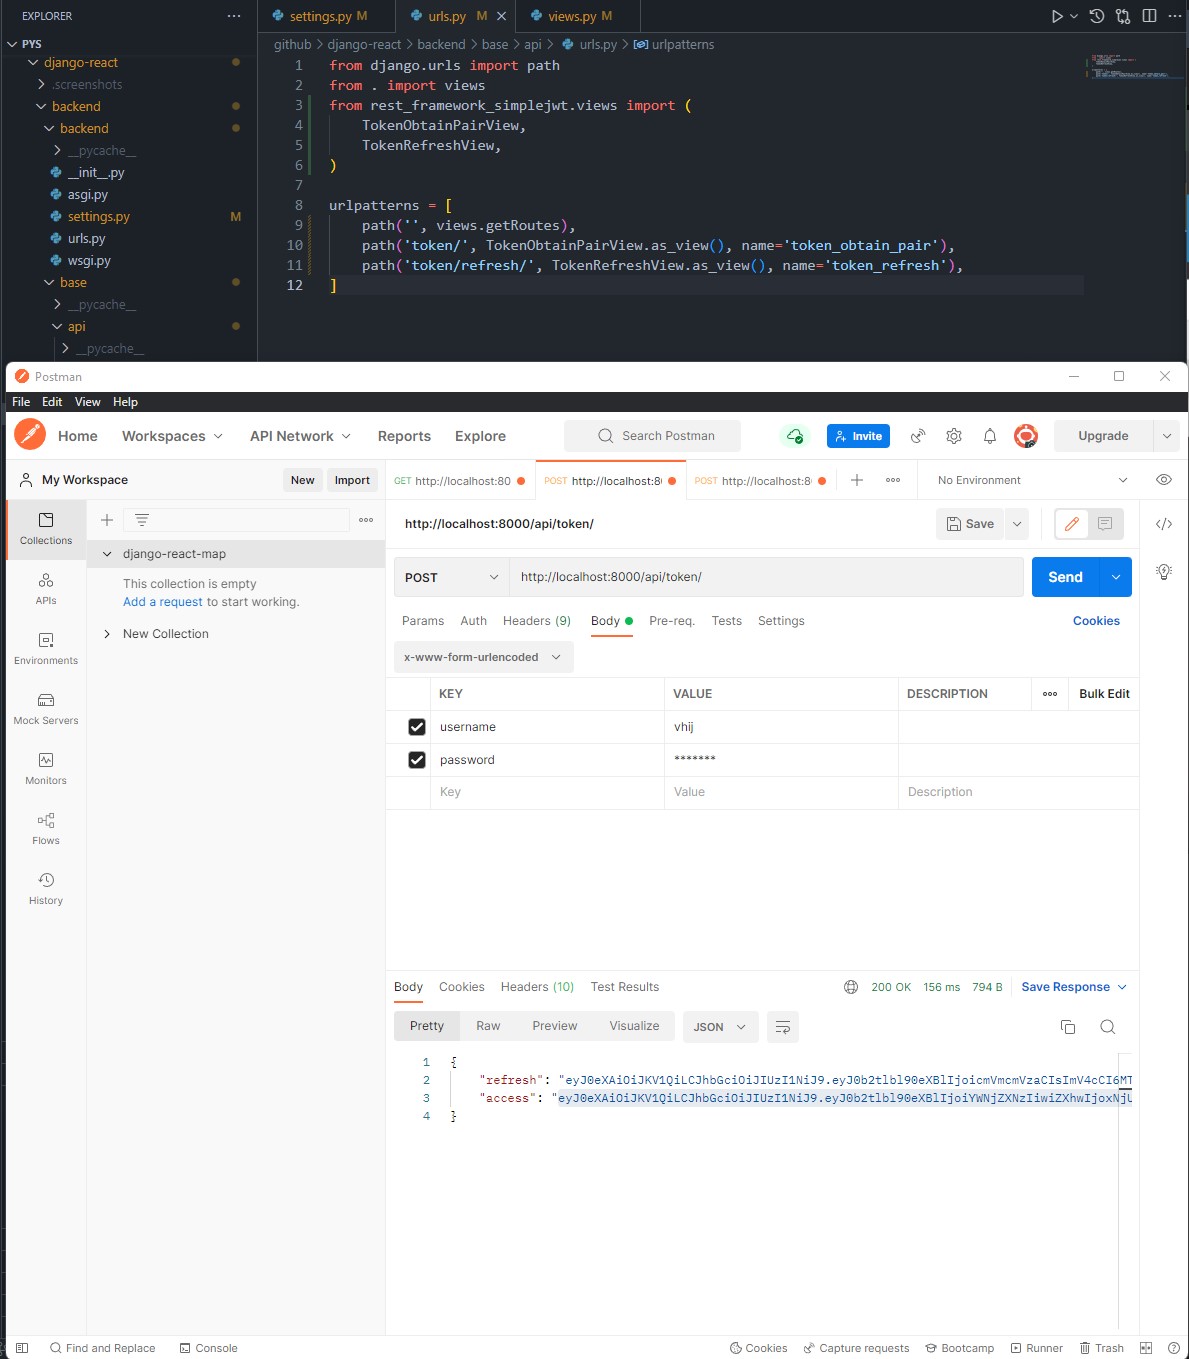 EXPLORER
PYS
django-react
.screenshots
backend
backend
__pycache__
__init__.py
asgi.py
settings.py M
urls.py
wsgi.py
base
__pycache__
api
__pycache__
settings.py M urls.py M views.py M
github > django-react > backend > base > api > urls.py > urlpatterns
1 from django.urls import path
2 from . import views
3 from rest_framework_simplejwt.views import (
4 TokenObtainPairView,
5 TokenRefreshView,
6 )
7
8 urlpatterns = [
9 path('', views.getRoutes),
10 path('token/', TokenObtainPairView.as_view(), name='token_obtain_pair'),
11 path('token/refresh/', TokenRefreshView.as_view(), name='token_refresh'),
12 ]
Postman
File Edit View Help
Home Workspaces API Network Reports Explore Search Postman Invite Upgrade
My Workspace New Import
GET http://localhost:80 POST http://localhost:8( POST http://localhost:8( No Environment
Collections
APIs
Environments
Mock Servers
Monitors
Flows
History
django-react-map
This collection is empty
Add a request to start working.
New Collection
http://localhost:8000/api/token/ Save
POST http://localhost:8000/api/token/ Send
Params Auth Headers (9) Body Pre-req. Tests Settings Cookies
x-www-form-urlencoded
KEY VALUE DESCRIPTION Bulk Edit
username vhij
password *******
Key Value Description
Body Cookies Headers (10) Test Results 200 OK 156 ms 794 B Save Response
Pretty Raw Preview Visualize JSON
1 {
2 "refresh": "eyJ0eXAiOiJKV1QiLCJhbGciOiJIUzI1NiJ9.eyJ0b2tlbl90eXBlIjoicmVmcmVzaCIsImV4cCI6MT
3 "access": "eyJ0eXAiOiJKV1QiLCJhbGciOiJIUzI1NiJ9.eyJ0b2tlbl90eXBlIjoiYWNjZXNzIiwiZXhwIjoxNjU
4 }
Find and Replace Console Cookies Capture requests Bootcamp Runner Trash